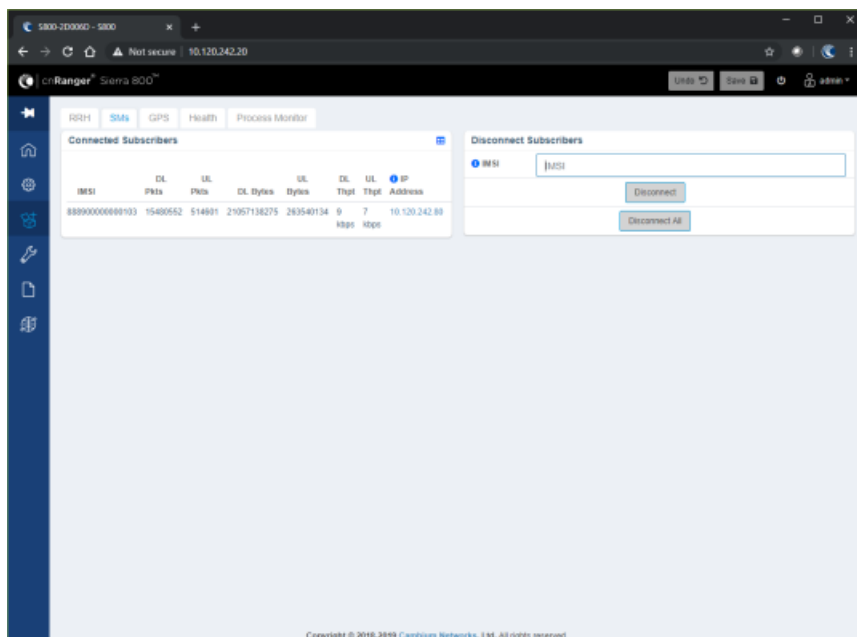 S800-2D006D - S800
Not secure | 10.120.242.20
cnRanger® Sierra 800™
Undo
Save
admin
RRH SMs GPS Health Process Monitor
Connected Subscribers
IMSI DL Pkts UL Pkts DL Bytes UL Bytes DL Thpt UL Thpt IP Address
888900000000103 15480552 514601 21057138275 263540134 9 kbps 7 kbps 10.120.242.80
Disconnect Subscribers
IMSI
IMSI
Disconnect
Disconnect All
Copyright © 2018-2019 Cambium Networks, Ltd. All rights reserved.